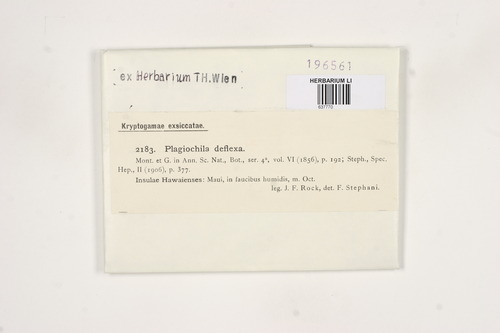 ex Herbarium TH.Wien
196561
HERBARIUM LI
Kryptogamae exsiccatae.
2183. Plagiochila deflexa.
Mont. et G. in Ann. Sc. Nat., Bot., ser. 4ª, vol. VI (1856), p. 192; Steph., Spec.
Hep., II (1906), p. 377.
Insulae Hawaienses: Maui, in faucibus humidis, m. Oct.
leg. J. F. Rock, det. F. Stephani.